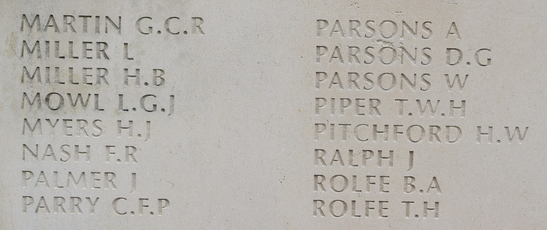 MARTIN G.C.R
MILLER L
MILLER H.B
MOWL L.G.J
MYERS H.J
NASH F.R
PALMER J
PARRY C.F.P
PARSONS A
PARSONS D.G
PARSONS W
PIPER T.W.H
PITCHFORD H.W
RALPH J
ROLFE B.A
ROLFE T.H